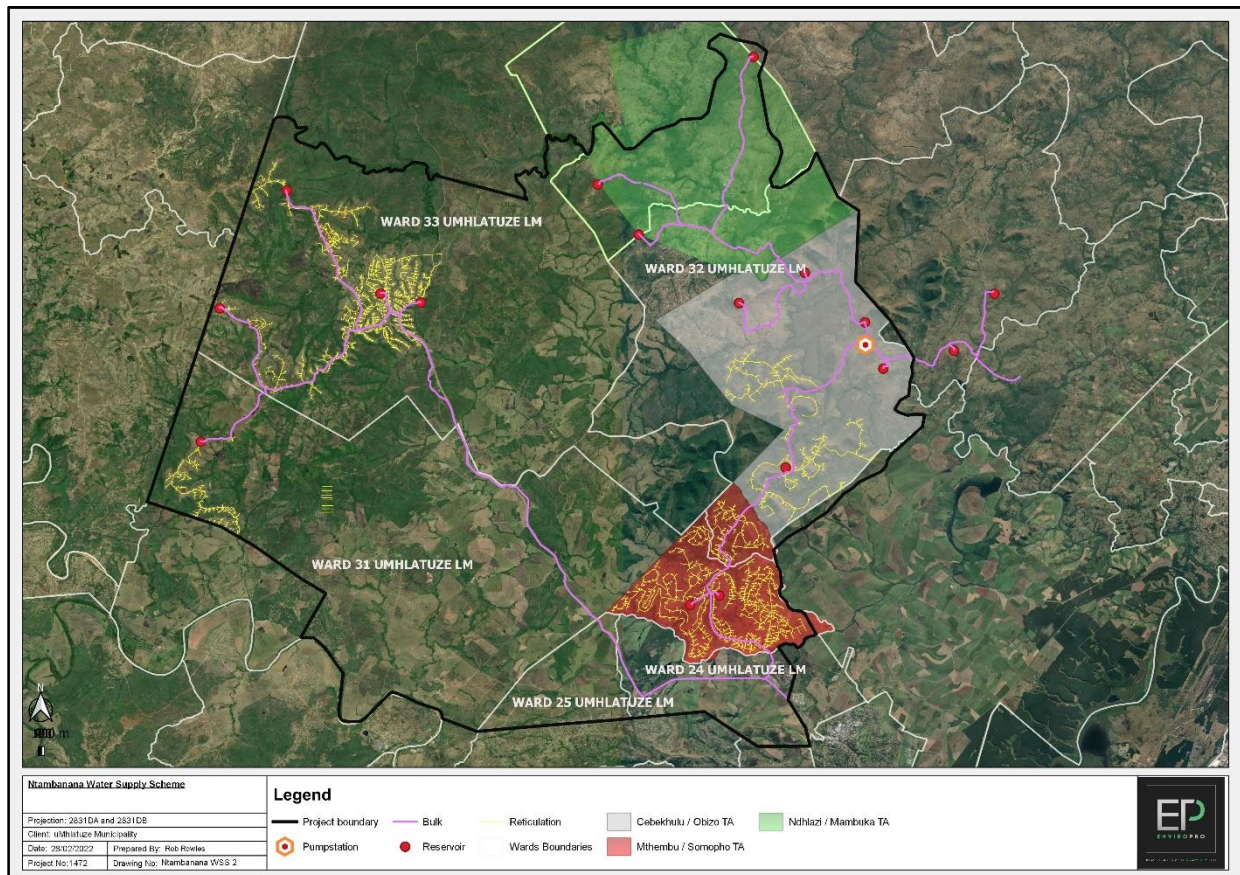 WARD 33 UMHLATUZE LM
WARD 32 UMHLATUZE LM
WARD 31 UMHLATUZE LM
WARD 24 UMHLATUZE LM
WARD 25 UMHLATUZE LM
N
m
Ntambanana Water Supply Scheme
Projection: 2831DA and 2831DB
Client: uMhlatuze Municipality
Date: 28/02/2022 Prepared By: Rob Rowles
Project No:1472 Drawing No: Ntambanana WSS 2
Legend
Project boundary Bulk Reticulation Cebekhulu / Obizo TA Ndhlazi / Mambuka TA
Pumpstation Reservoir Wards Boundaries Mthembu / Somopho TA
EP
ENVIROPRO